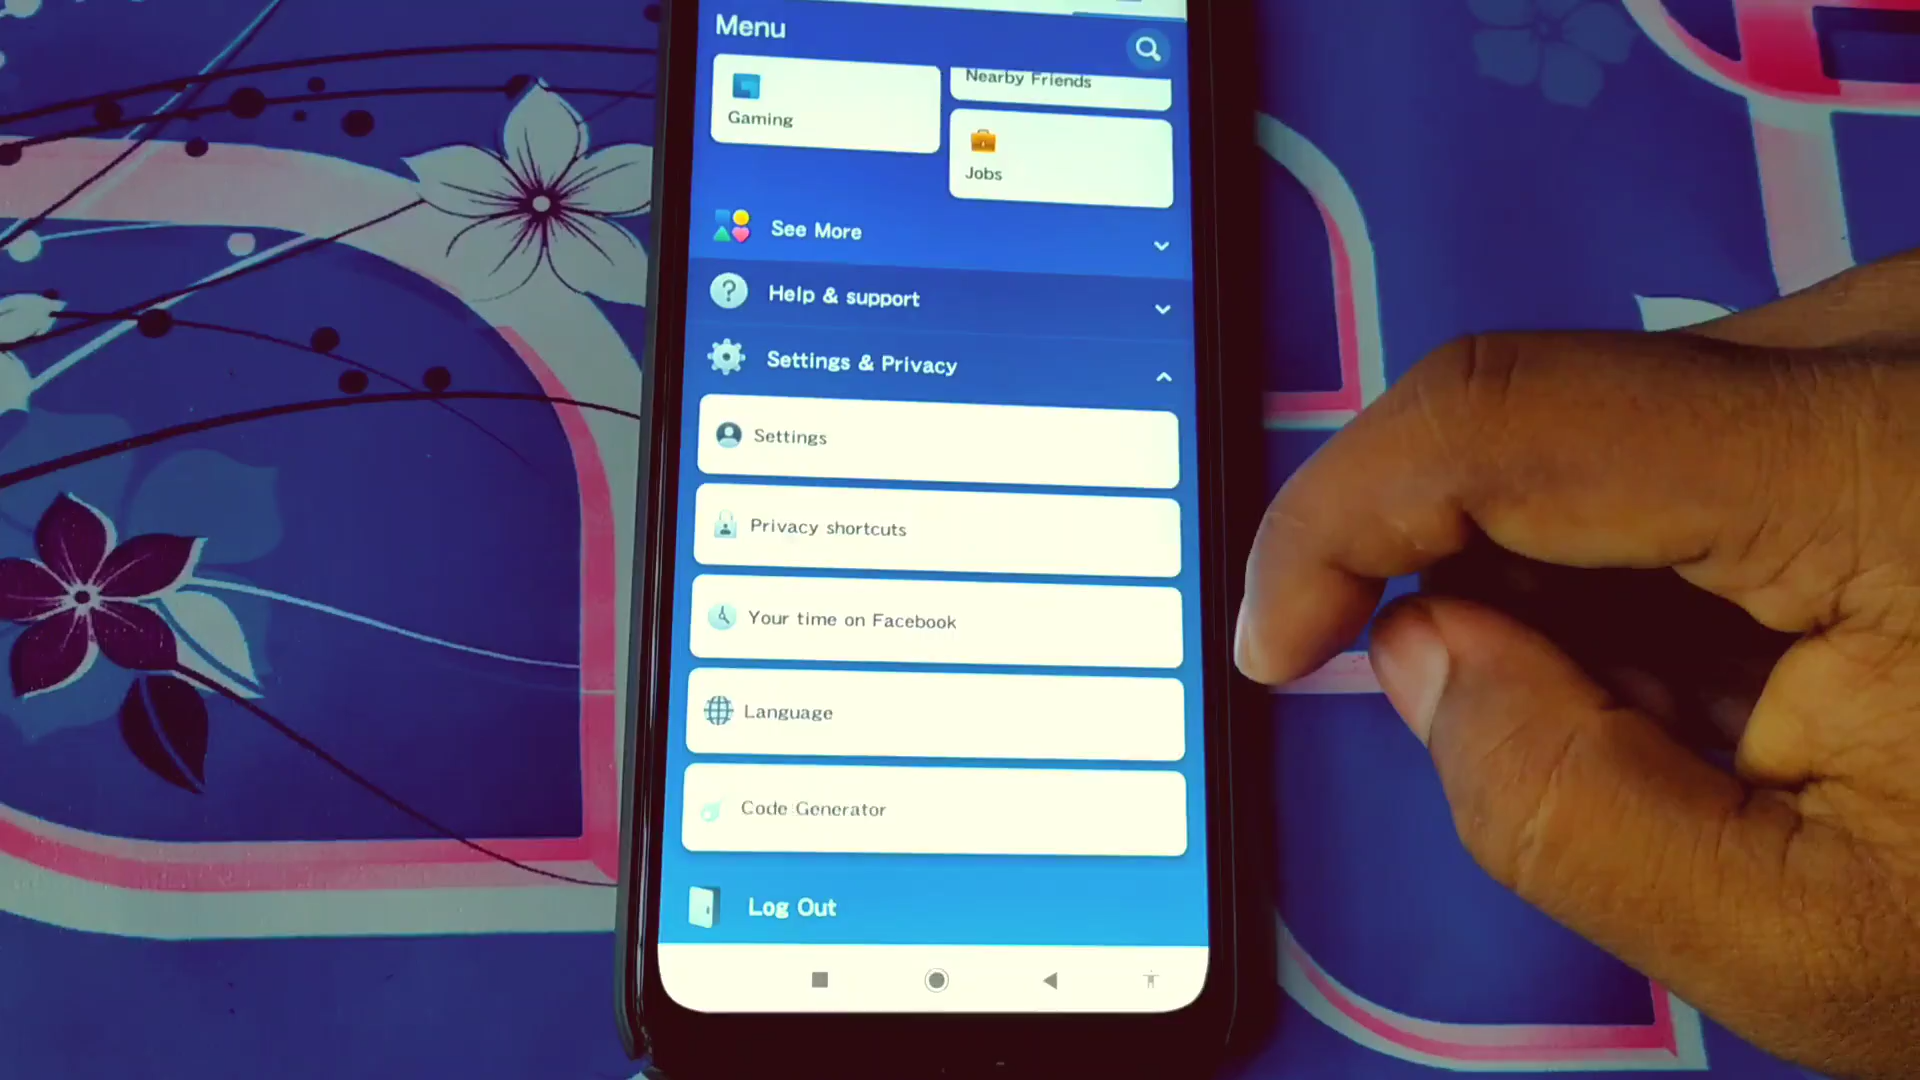 Menu
Nearby Friends
Gaming
Jobs
See More
Help & support
Settings & Privacy
Settings
Privacy shortcuts
Your time on Facebook
Language
Code Generator
Log Out